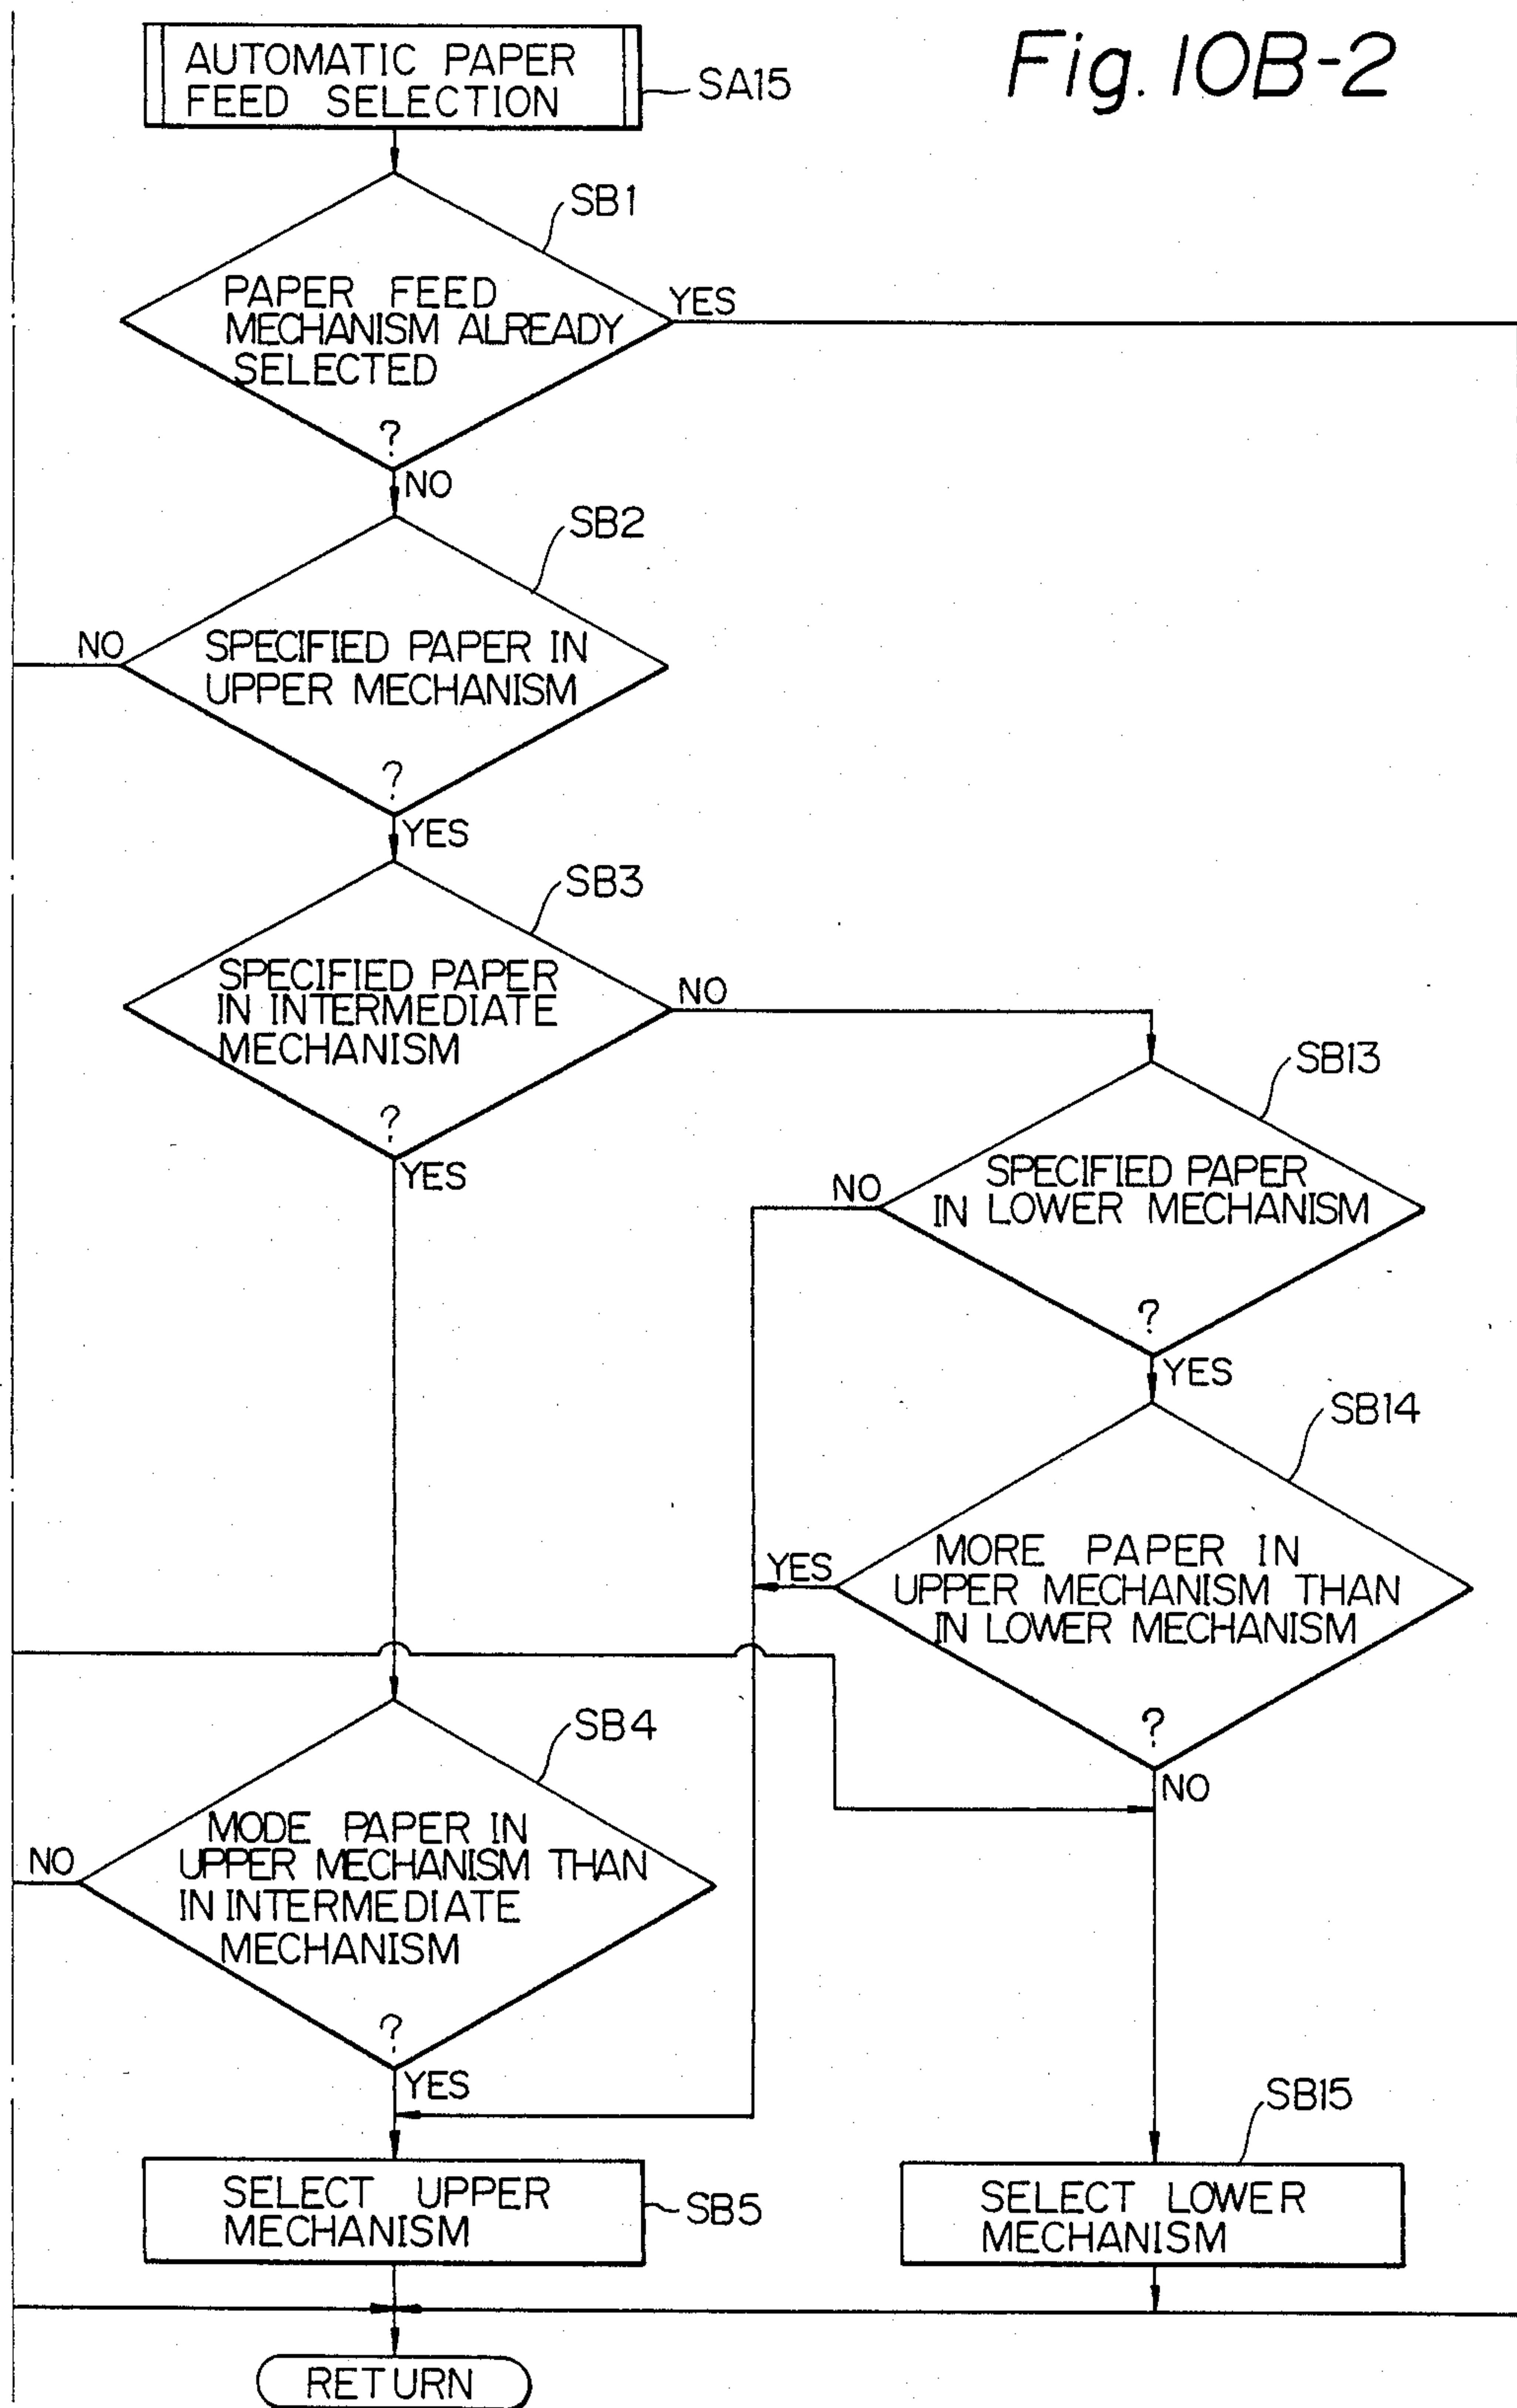 Fig. 10B-2
AUTOMATIC PAPER
FEED SELECTION
SA15
SB1
PAPER FEED
MECHANISM ALREADY
SELECTED
?
YES
NO
SB2
SPECIFIED PAPER IN
UPPER MECHANISM
?
NO
YES
SB3
SPECIFIED PAPER
IN INTERMEDIATE
MECHANISM
?
NO
YES
SB13
SPECIFIED PAPER
IN LOWER MECHANISM
?
NO
YES
SB14
MORE PAPER IN
UPPER MECHANISM THAN
IN LOWER MECHANISM
?
YES
NO
SB4
MODE PAPER IN
UPPER MECHANISM THAN
IN INTERMEDIATE
MECHANISM
?
NO
YES
SELECT UPPER
MECHANISM
SB5
SB15
SELECT LOWER
MECHANISM
RETURN